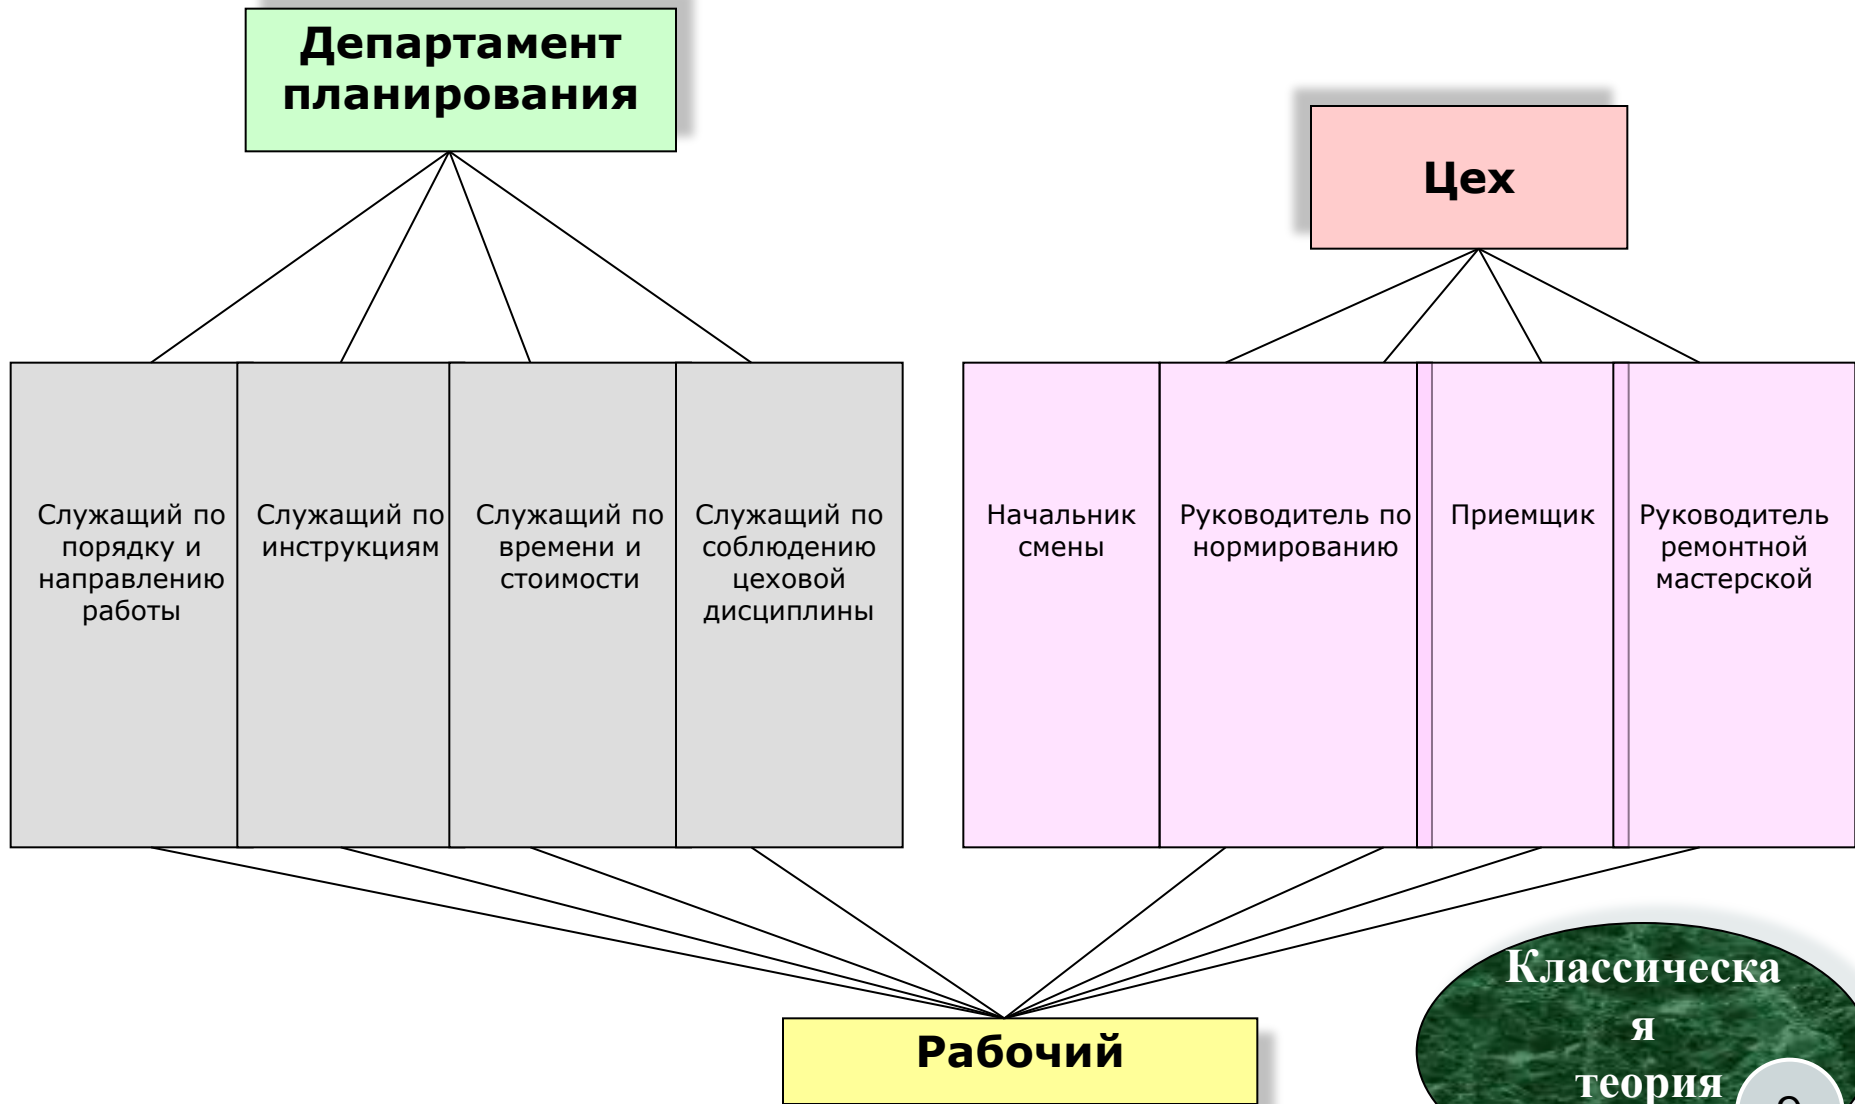 Департамент
планирования
Цех
Служащий по
порядку и
направлению
работы
Служащий по
инструкциям
Служащий по
времени и
стоимости
Служащий по
соблюдению
цеховой
дисциплины
Начальник
смены
Руководитель по
нормированию
Приемщик
Руководитель
ремонтной
мастерской
Рабочий
Классическа
я
теория